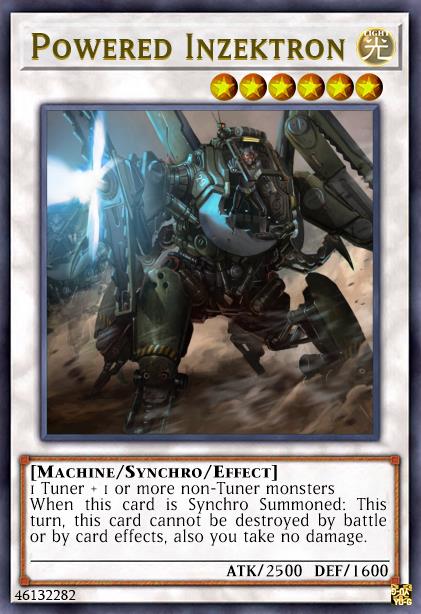 Powered Inzektron
LIGHT
光
[Machine/Synchro/Effect]
1 Tuner + 1 or more non-Tuner monsters
When this card is Synchro Summoned: This
turn, this card cannot be destroyed by battle
or by card effects, also you take no damage.
ATK/2500 DEF/1600
46132282